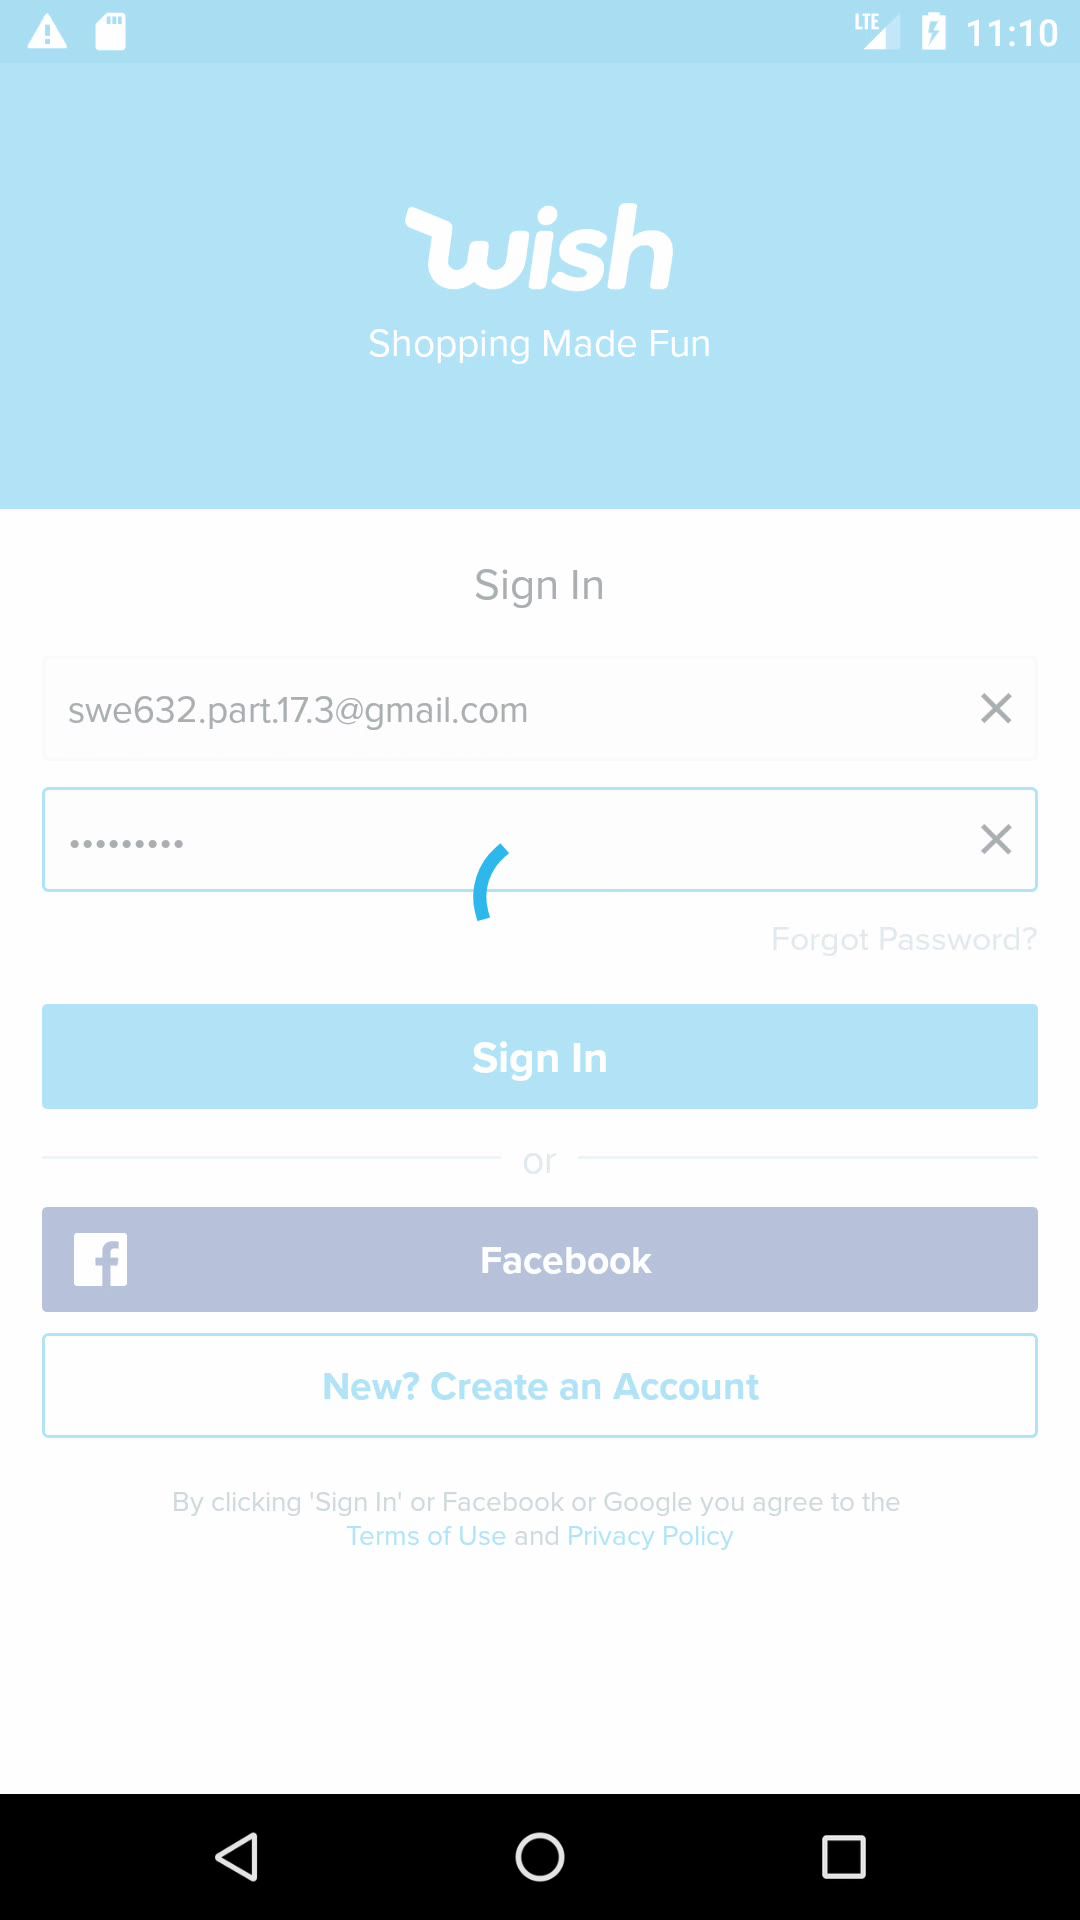 LTE 11:10
wish
Shopping Made Fun
Sign In
swe632.part.17.3@gmail.com
•••••••••
Forgot Password?
Sign In
or
Facebook
New? Create an Account
By clicking 'Sign In' or Facebook or Google you agree to the
Terms of Use and Privacy Policy